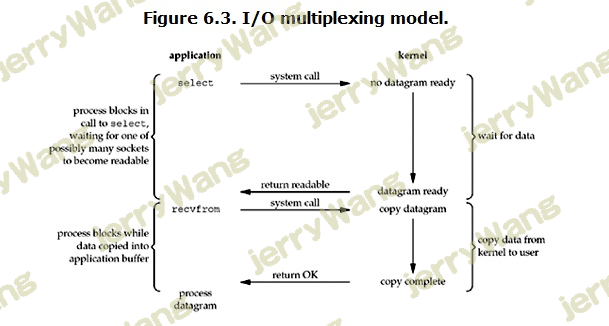 Figure 6.3. I/O multiplexing model.
application
kernel
select
system call
no datagram ready
process blocks in
call to select,
waiting for one of
possibly many sockets
to become readable
wait for data
return readable
datagram ready
recvfrom
system call
copy datagram
process blocks while
data copied into
application buffer
copy data from
kernel to user
return OK
copy complete
process
datagram
jerryWang
jerryWang
jerryWang
jerryWang
jerryWang
jerryWang
jerryWang